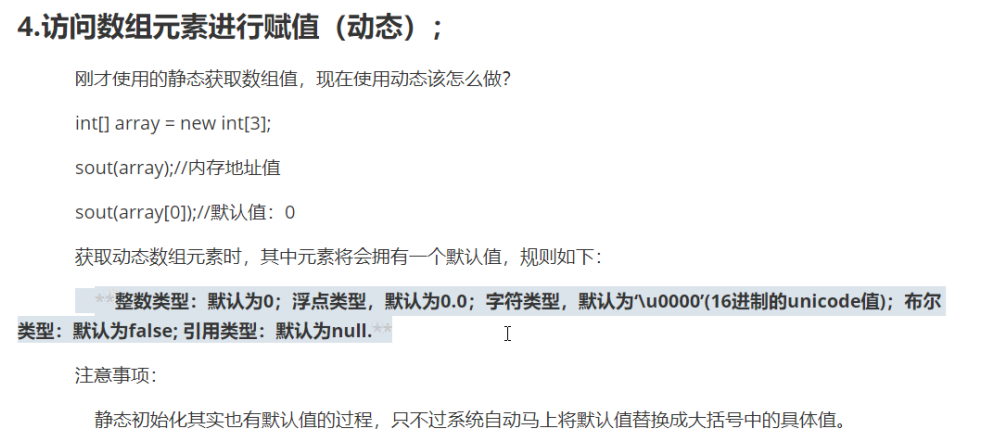 4.访问数组元素进行赋值（动态）；
刚才使用的静态获取数组值，现在使用动态该怎么做？
int[] array = new int[3];
sout(array);//内存地址值
sout(array[0]);//默认值：0
获取动态数组元素时，其中元素将会拥有一个默认值，规则如下：
**整数类型：默认为0；浮点类型，默认为0.0；字符类型，默认为‘\u0000’(16进制的unicode值)；布尔
类型：默认为false; 引用类型：默认为null.**
注意事项：
静态初始化其实也有默认值的过程，只不过系统自动马上将默认值替换成大括号中的具体值。